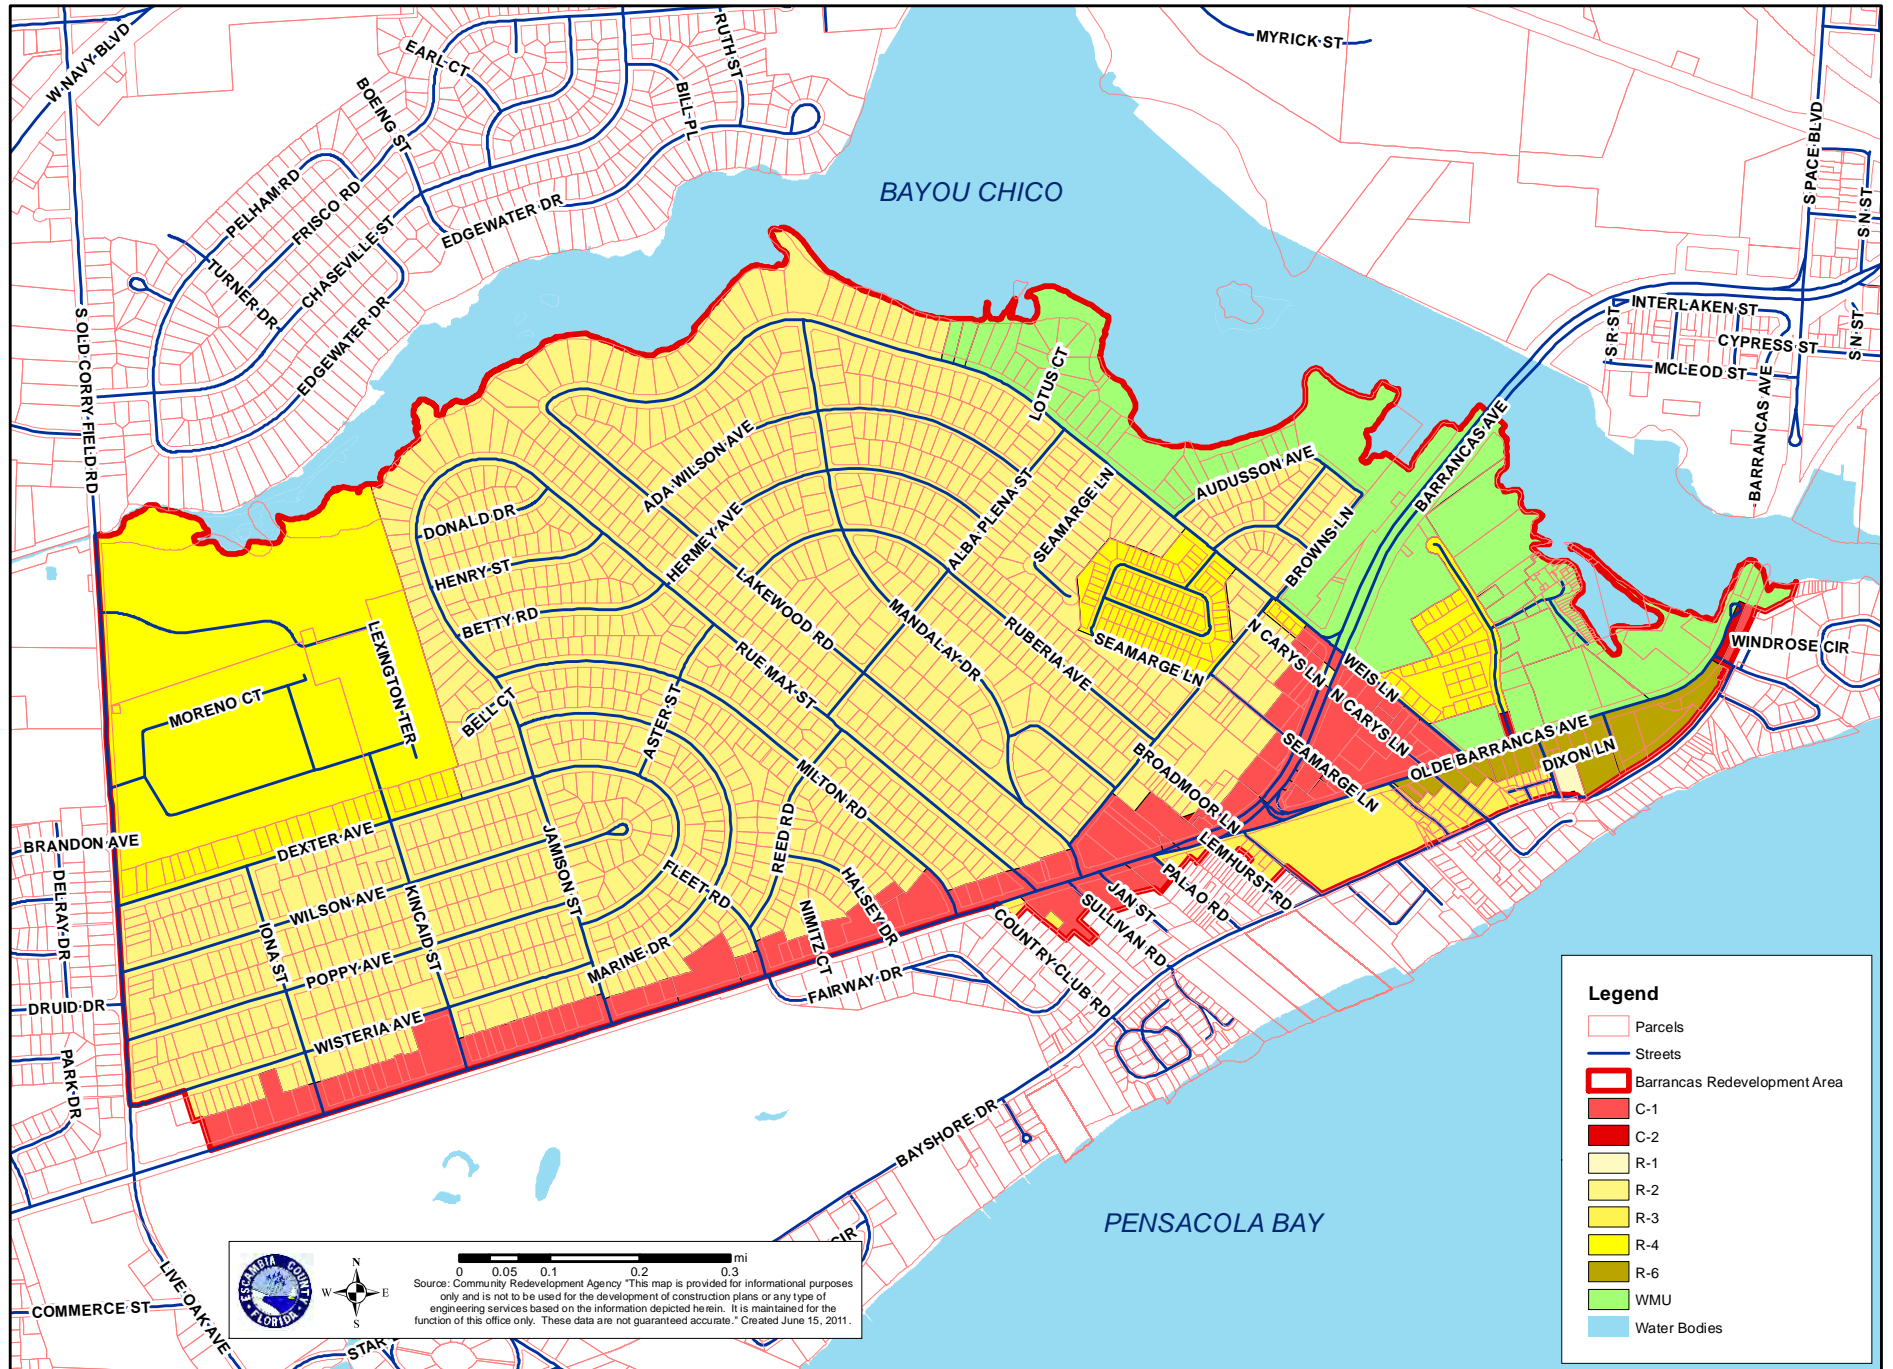 W NAVY BLVD
EARL CT
BOEING ST
RUTH ST
BILL PL
MYRICK ST
SPACE BLVD
S N ST
BAYOU CHICO
PELHAM RD
FRISCO RD
CHASEVILLE ST
EDGEWATER DR
TURNER DR
EDGEWATER DR
S OLD CORRY FIELD RD
INTERLAKEN ST
S R ST
CYPRESS ST
S N ST
MCLEOD ST
BARRANCAS AVE
LOTUS CT
BARRANCAS AVE
ADA WILSON AVE
AUDUSSON AVE
ALBA PLENA ST
SEAMARGE LN
DONALD DR
HERMEY AVE
BROWNS LN
HENRY ST
LAKEWOOD RD
MANDALAY DR
BETTY RD
LEXINGTON TER
RUBERIA AVE
SEAMARGE LN
N CARYS LN
WEIS LN
WINDROSE CIR
RUE MAX ST
MORENO CT
BELL CT
ASTER ST
N CARYS LN
SEAMARGE LN
OLDE BARRANCAS AVE
DIXON LN
BROADMOOR LN
MILTON RD
REED RD
JAMISON ST
BRANDON AVE
DEXTER AVE
LEMHURST RD
PALAO RD
DELRAY DR
FLEET RD
HALSEY DR
JAN ST
SULLIVAN RD
WILSON AVE
KINCAID ST
NIMITZ CT
COUNTRY CLUB RD
IONA ST
POPPY AVE
MARINE DR
FAIRWAY DR
DRUID DR
WISTERIA AVE
PARK DR
BAYSHORE DR
PENSACOLA BAY
CIR
LIVE OAK AVE
COMMERCE ST
STAR
Legend
Parcels
Streets
Barrancas Redevelopment Area
C-1
C-2
R-1
R-2
R-3
R-4
R-6
WMU
Water Bodies
ESCAMBIA COUNTY
FLORIDA
N
W E
S
mi
0 0.05 0.1 0.2 0.3
Source: Community Redevelopment Agency "This map is provided for informational purposes
only and is not to be used for the development of construction plans or any type of
engineering services based on the information depicted herein. It is maintained for the
function of this office only. These data are not guaranteed accurate." Created June 15, 2011.